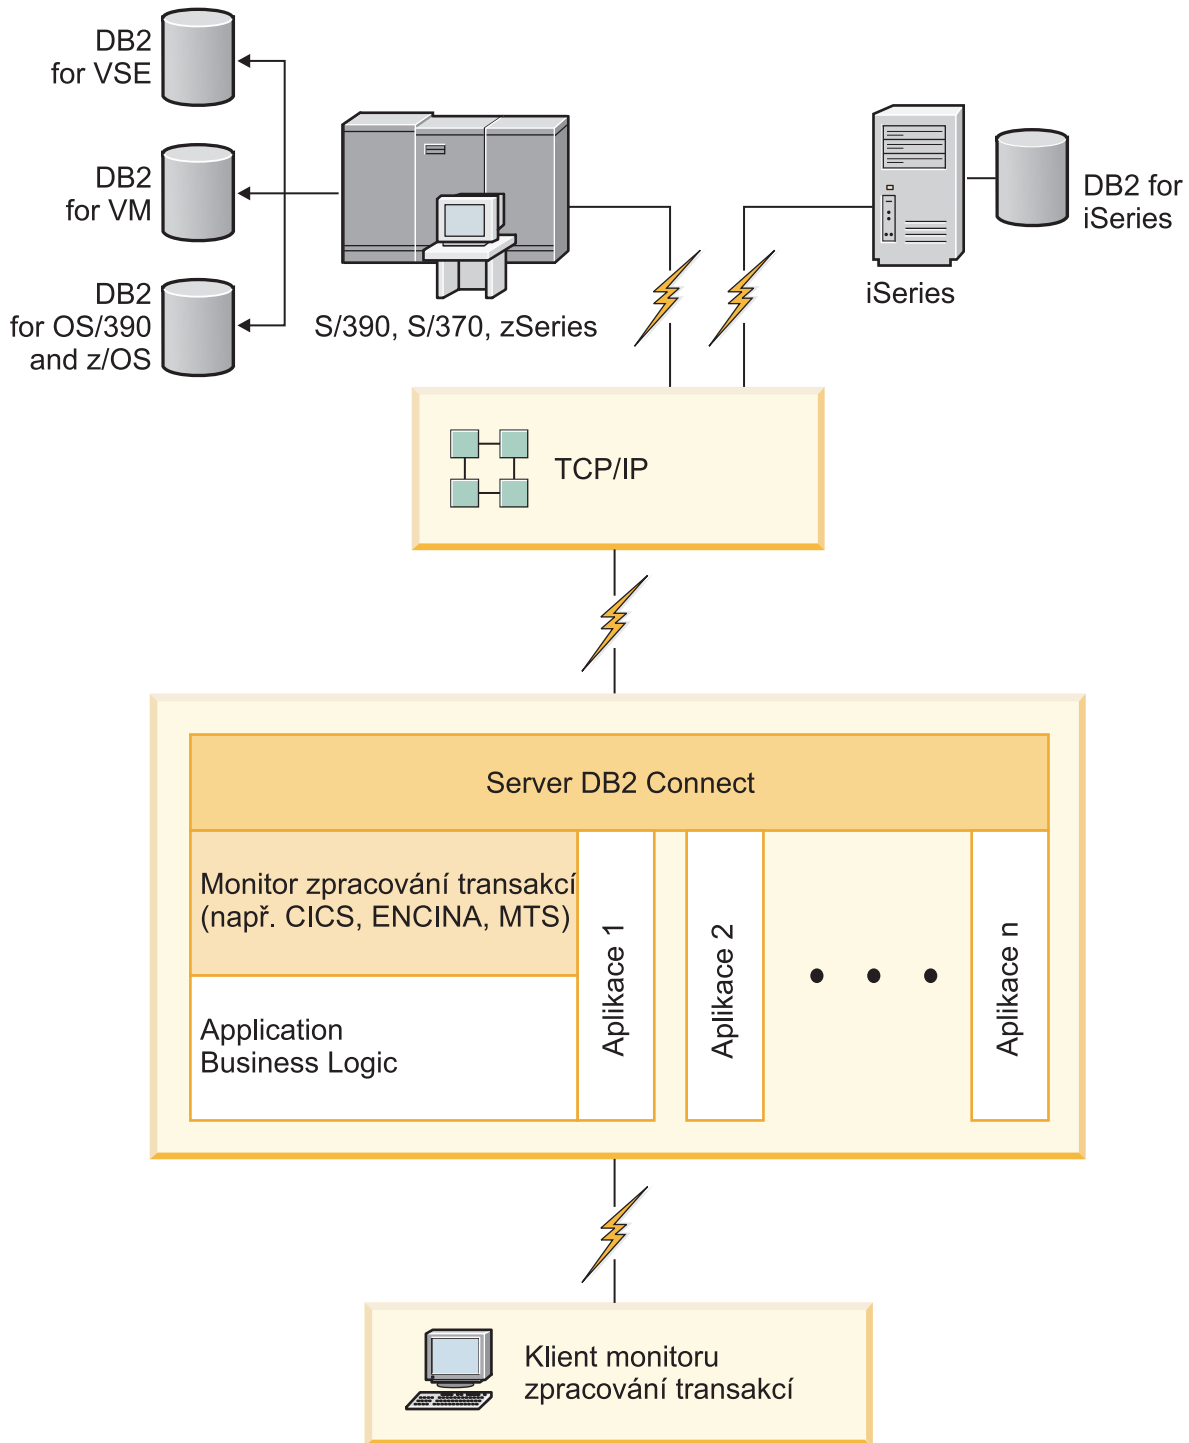 DB2
for VSE
DB2
for VM
DB2
for OS/390
and z/OS
S/390, S/370, zSeries
iSeries
DB2 for
iSeries
TCP/IP
Server DB2 Connect
Monitor zpracování transakcí
(např. CICS, ENCINA, MTS)
Application
Business Logic
Aplikace 1
Aplikace 2
Aplikace n
Klient monitoru
zpracování transakcí